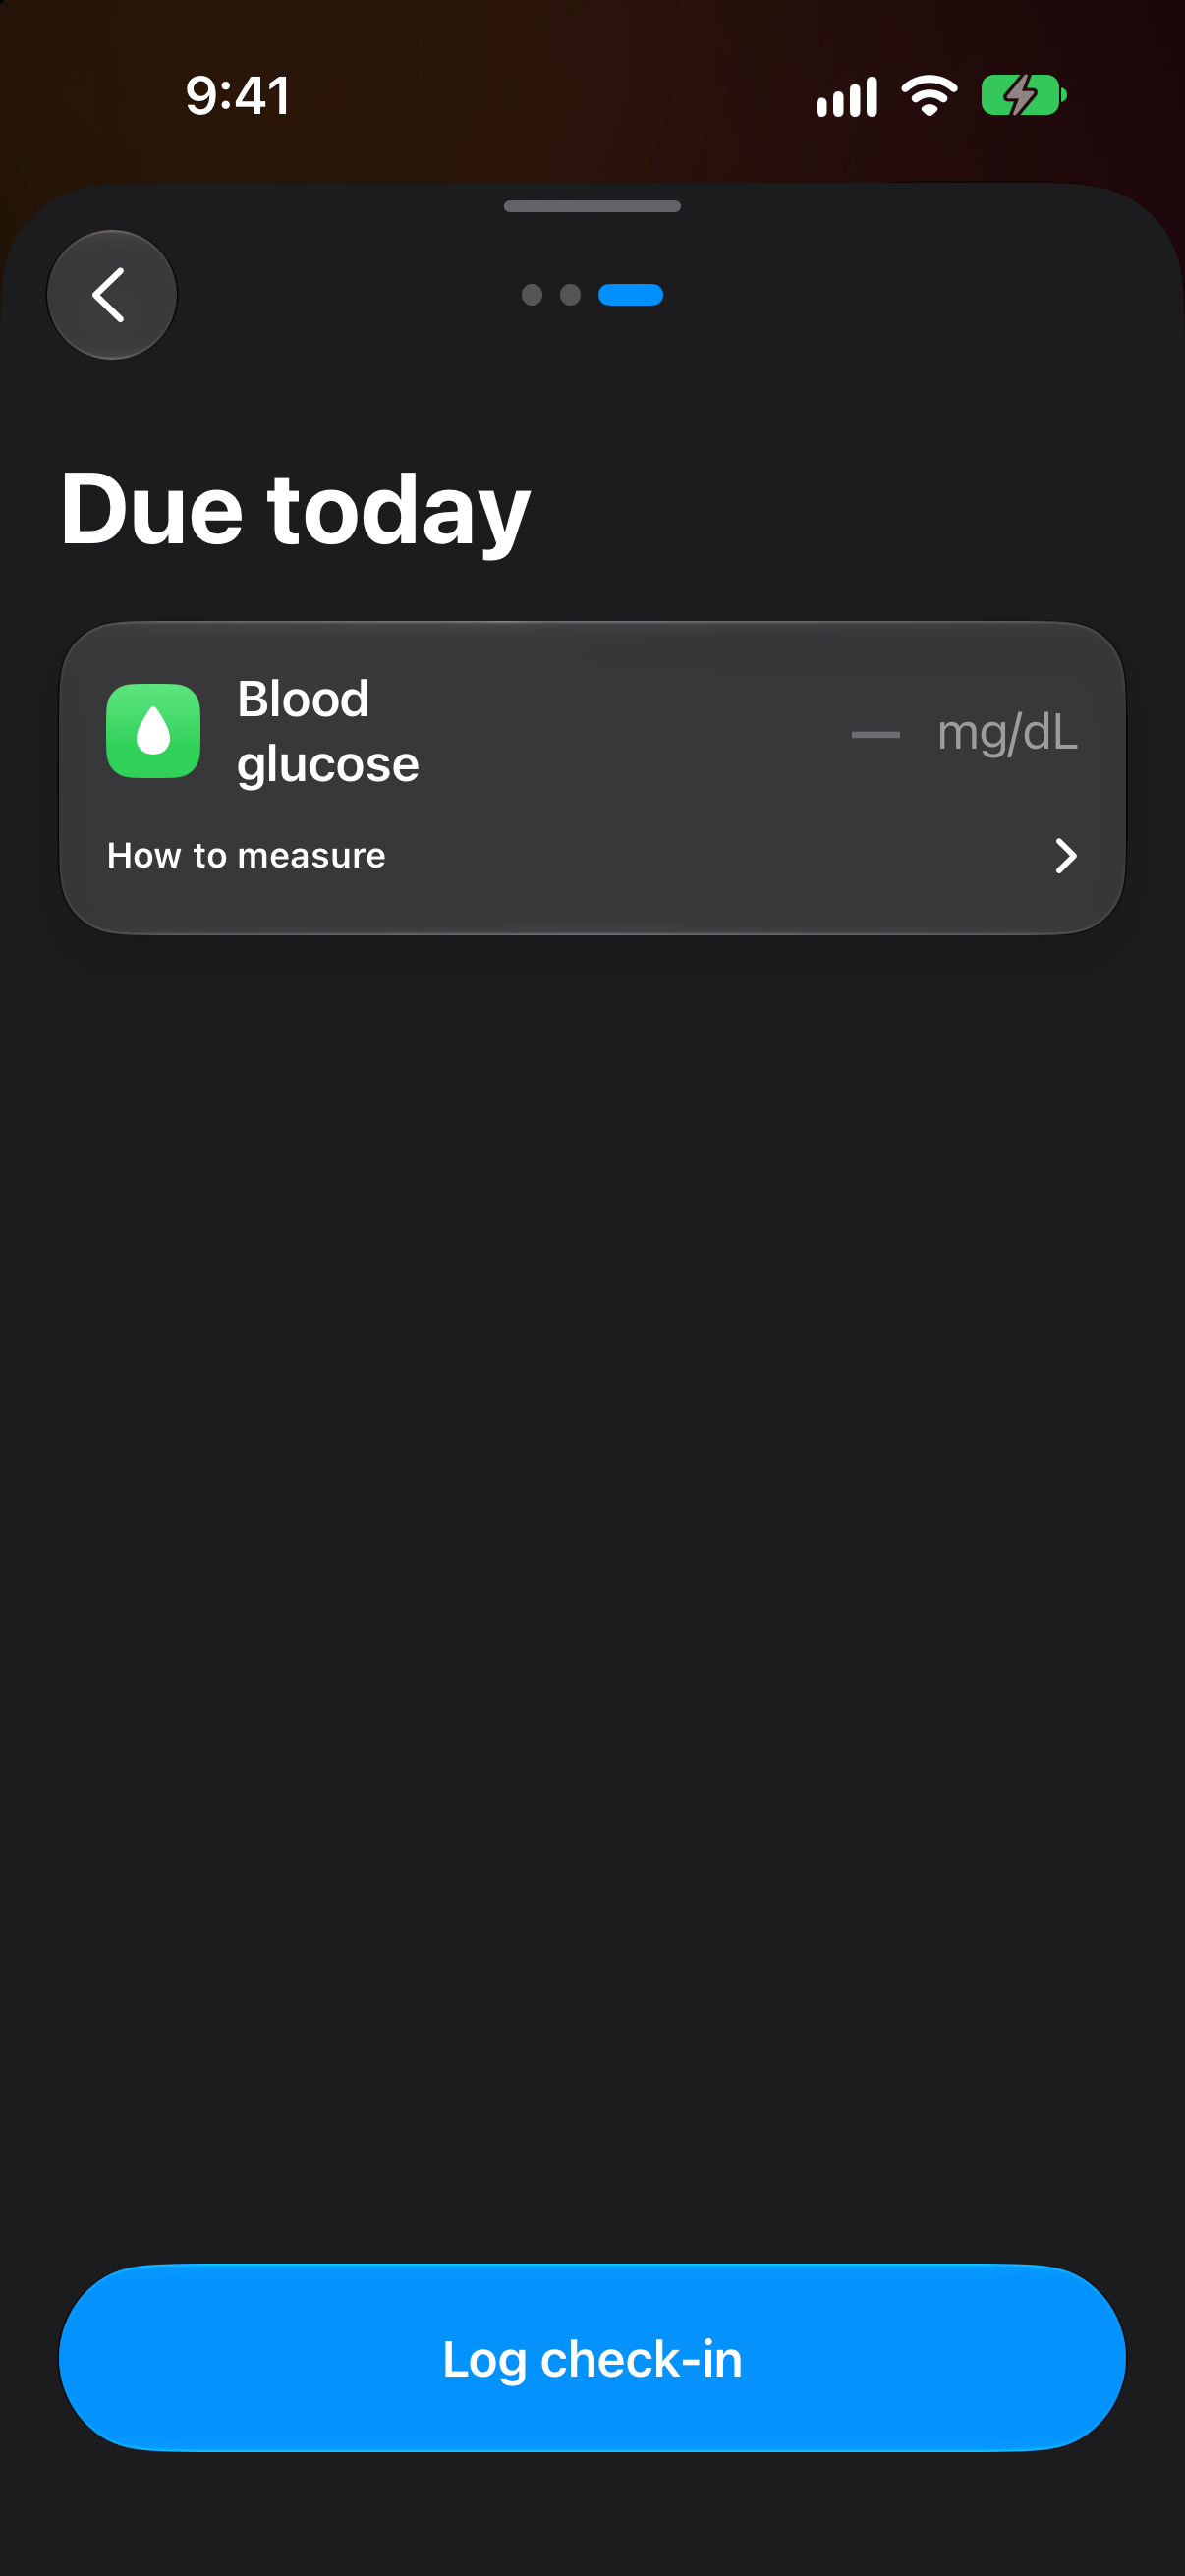 9:41
Due today
Blood
glucose
— mg/dL
How to measure
Log check-in